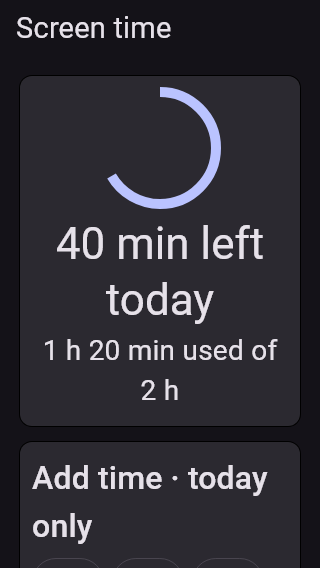 Screen time
40 min left
today
1 h 20 min used of
2 h
Add time · today
only